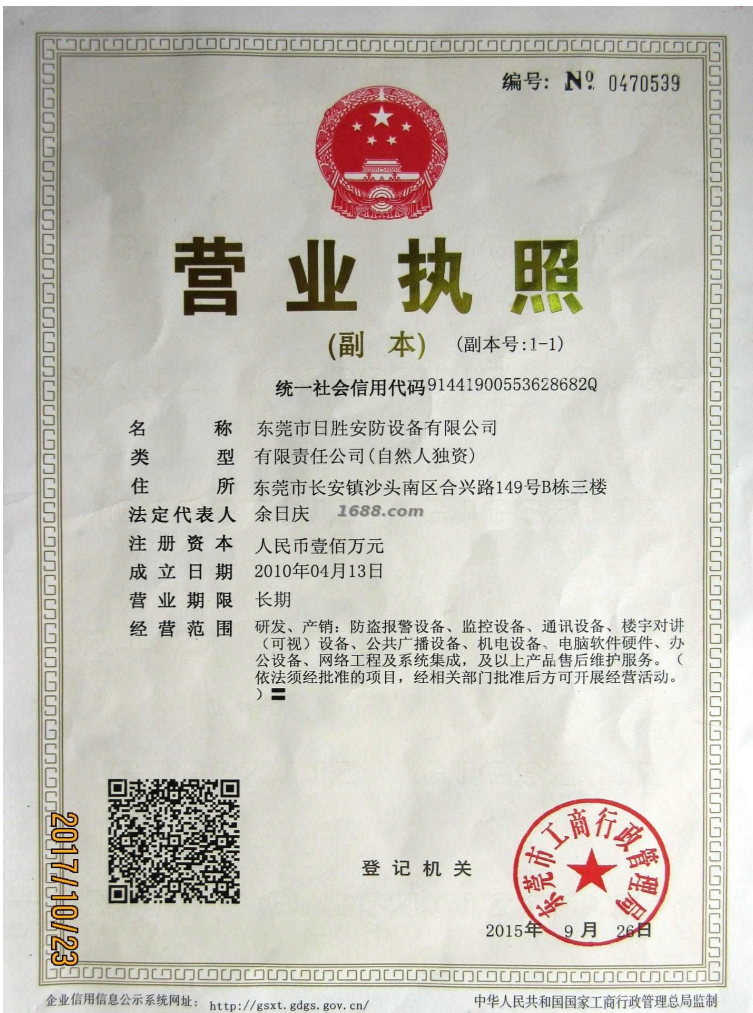 编号: № 0470539
营业执照
(副 本) (副本号:1-1)
统一社会信用代码91441900553628682Q
名 称 东莞市日胜安防设备有限公司
类 型 有限责任公司(自然人独资)
住 所 东莞市长安镇沙头南区合兴路149号B栋三楼
法定代表人 余日庆
1688.com
注册资本 人民币壹佰万元
成立日期 2010年04月13日
营业期限 长期
经营范围 研发、产销：防盗报警设备、监控设备、通讯设备、楼宇对讲
（可视）设备、公共广播设备、机电设备、电脑软件硬件、办
公设备、网络工程及系统集成，及以上产品售后维护服务。（
依法须经批准的项目，经相关部门批准后方可开展经营活动。
）
登记机关
东莞市工商行政管理局
2015年 9月 26日
2017/10/23
企业信用信息公示系统网址： http://gsxt.gdgs.gov.cn/
中华人民共和国国家工商行政管理总局监制